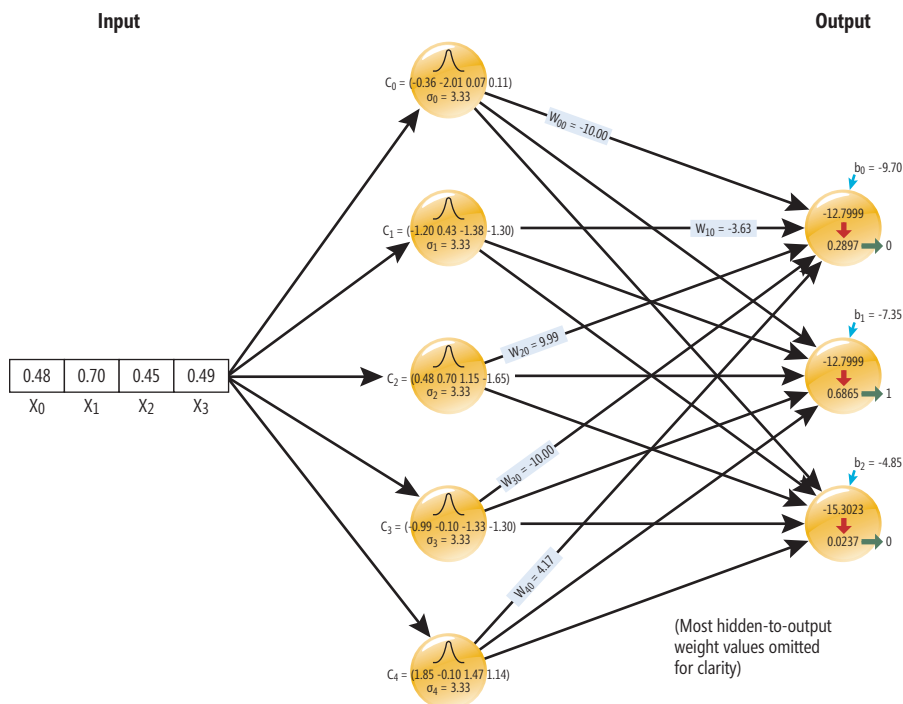 Input
Output
C0 = (-0.36 -2.01 0.07 0.11)
σ0 = 3.33
W00 = -10.00
b0 = -9.70
-12.7999
0.2897
0
C1 = (-1.20 0.43 -1.38 -1.30)
σ1 = 3.33
W10 = -3.63
W20 = 9.99
b1 = -7.35
-12.7999
0.6865
1
0.48 0.70 0.45 0.49
X0 X1 X2 X3
C2 = (0.48 0.70 1.15 -1.65)
σ2 = 3.33
W30 = -10.00
b2 = -4.85
-15.3023
0.0237
0
C3 = (-0.99 -0.10 -1.33 -1.30)
σ3 = 3.33
W40 = 4.17
C4 = (1.85 -0.10 1.47 1.14)
σ4 = 3.33
(Most hidden-to-output
weight values omitted
for clarity)